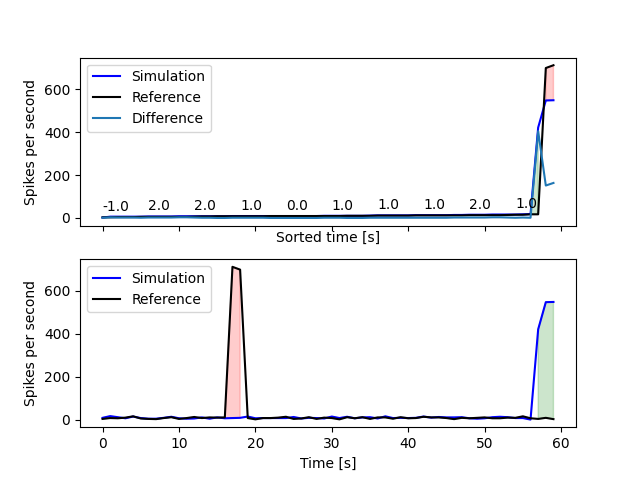 Spikes per second
600
400
200
0
Simulation
Reference
Difference
-1.0 2.0 2.0 1.0 0.0 1.0 1.0 1.0 2.0 1.0
Sorted time [s]
Spikes per second
600
400
200
0
Simulation
Reference
0 10 20 30 40 50 60
Time [s]